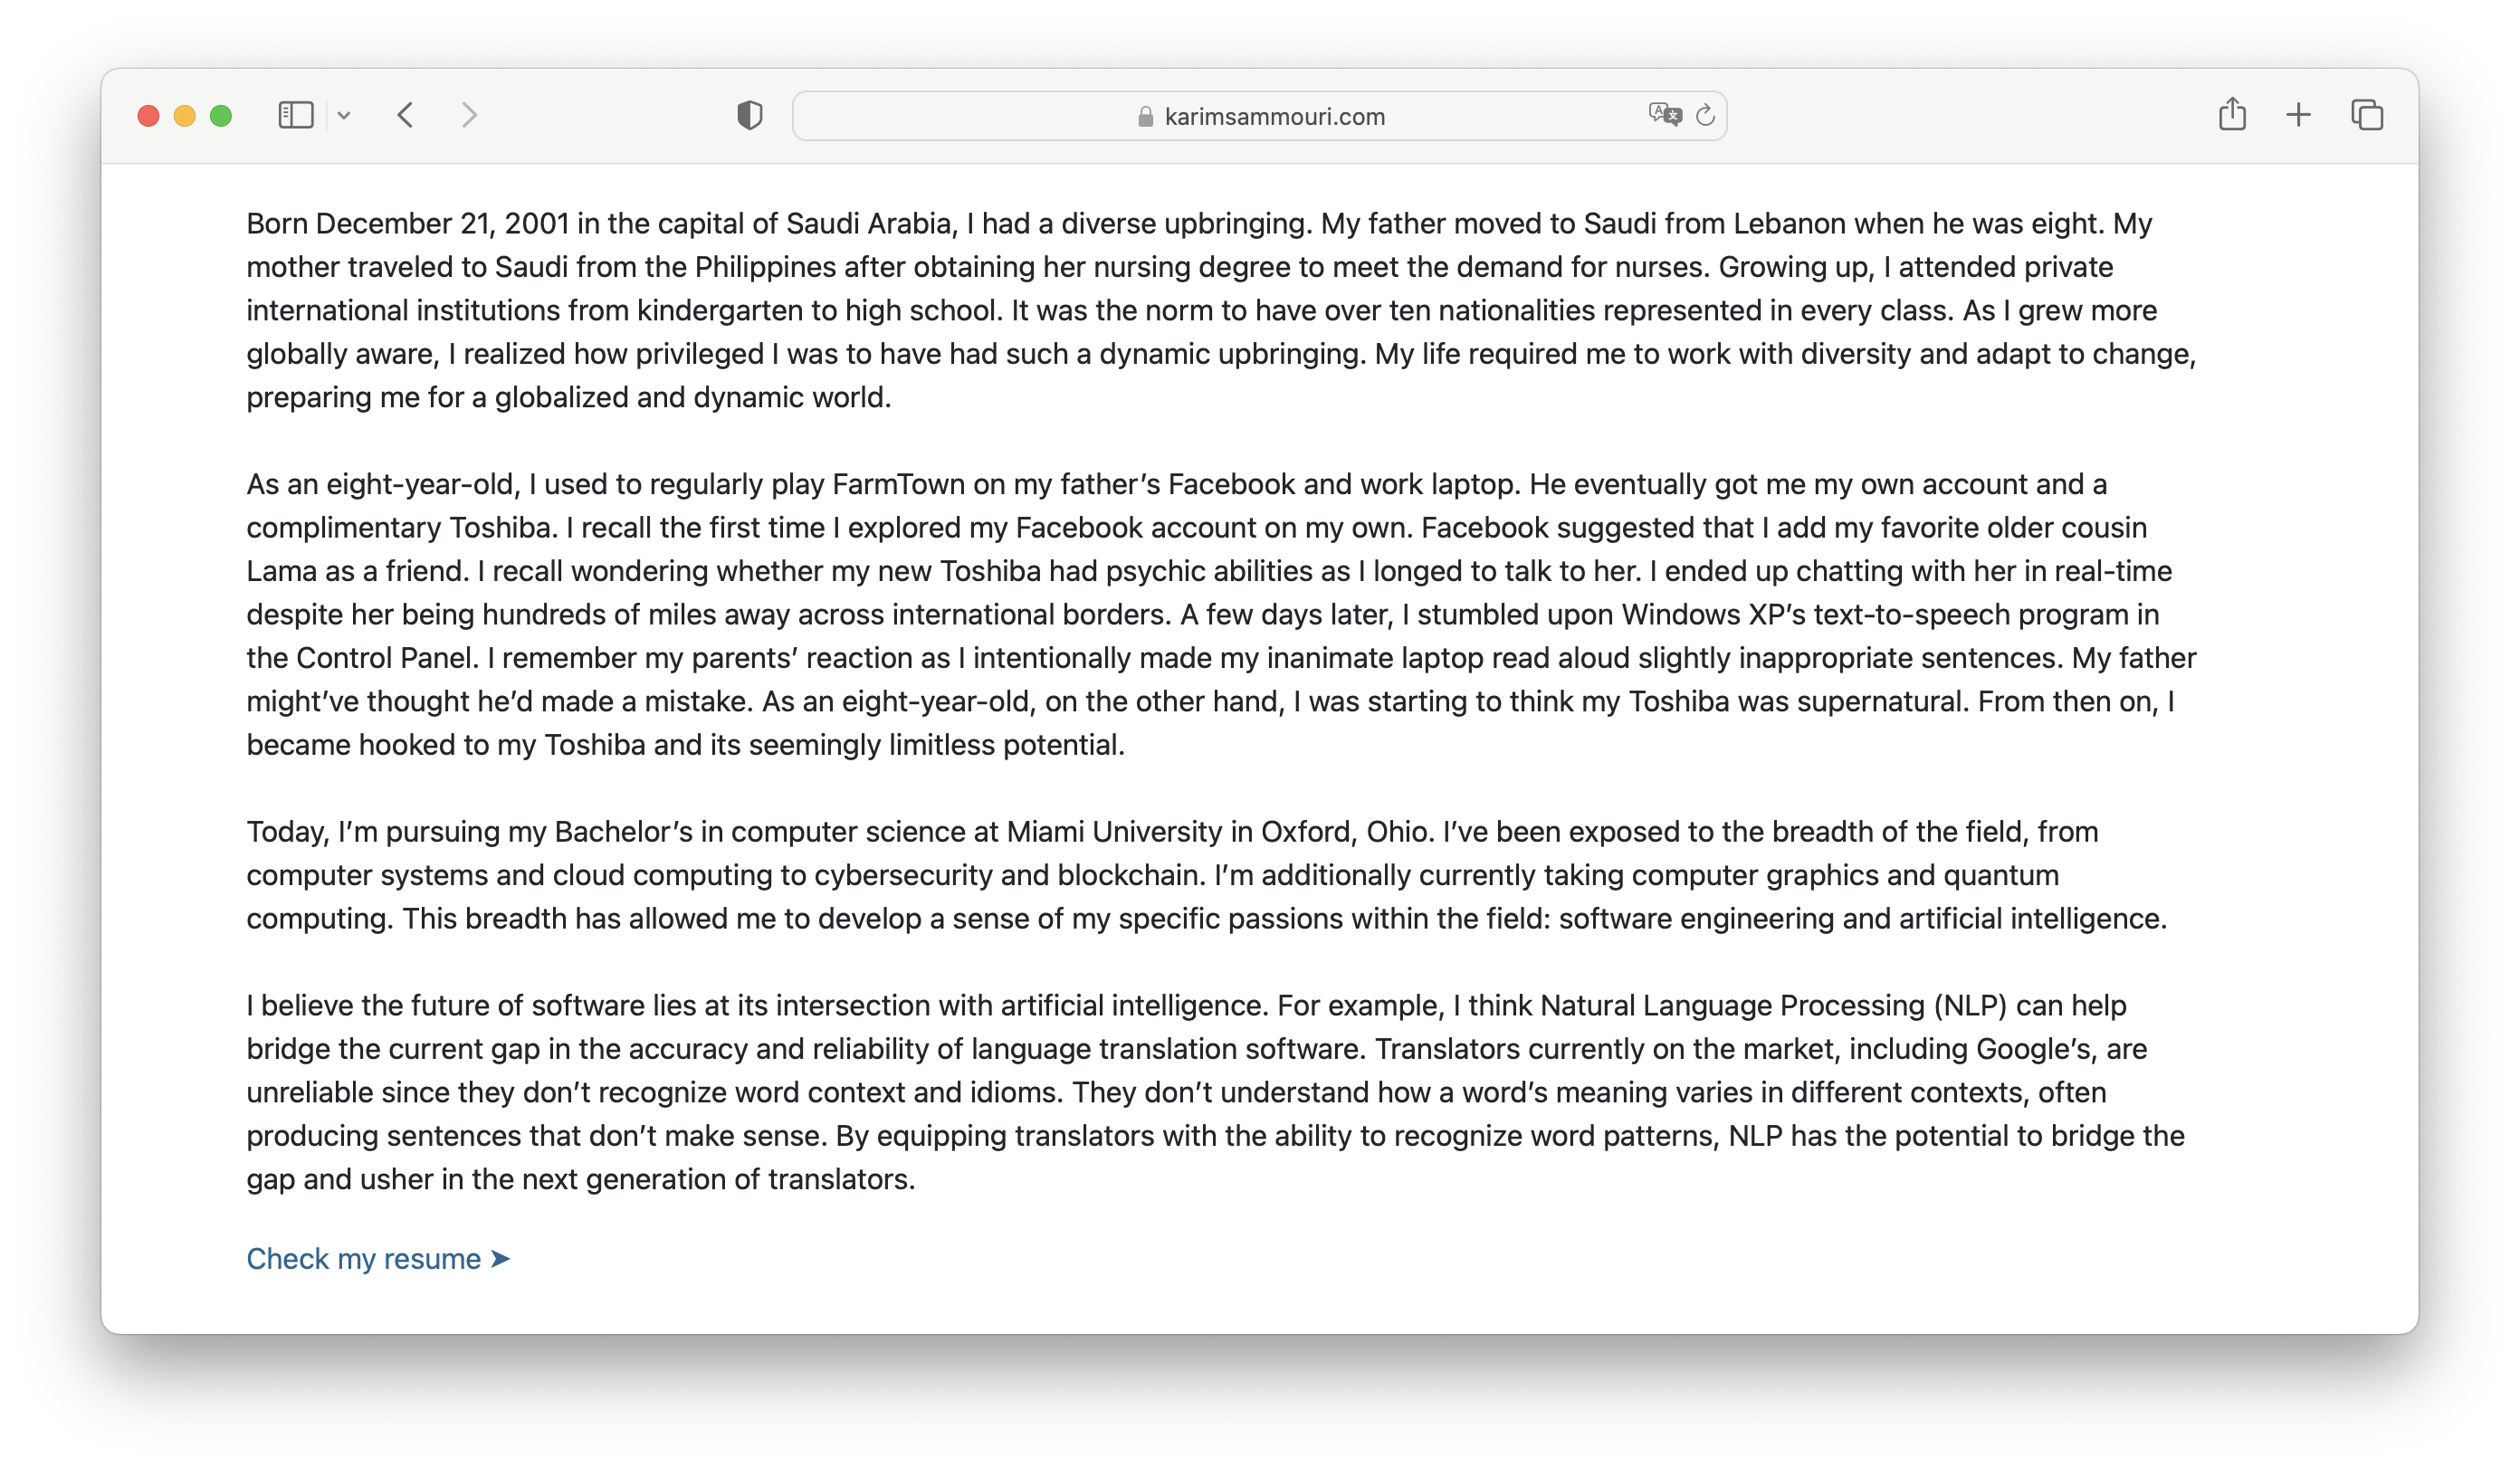 karimsammouri.com
Born December 21, 2001 in the capital of Saudi Arabia, I had a diverse upbringing. My father moved to Saudi from Lebanon when he was eight. My
mother traveled to Saudi from the Philippines after obtaining her nursing degree to meet the demand for nurses. Growing up, I attended private
international institutions from kindergarten to high school. It was the norm to have over ten nationalities represented in every class. As I grew more
globally aware, I realized how privileged I was to have had such a dynamic upbringing. My life required me to work with diversity and adapt to change,
preparing me for a globalized and dynamic world.
As an eight-year-old, I used to regularly play FarmTown on my father’s Facebook and work laptop. He eventually got me my own account and a
complimentary Toshiba. I recall the first time I explored my Facebook account on my own. Facebook suggested that I add my favorite older cousin
Lama as a friend. I recall wondering whether my new Toshiba had psychic abilities as I longed to talk to her. I ended up chatting with her in real-time
despite her being hundreds of miles away across international borders. A few days later, I stumbled upon Windows XP’s text-to-speech program in
the Control Panel. I remember my parents’ reaction as I intentionally made my inanimate laptop read aloud slightly inappropriate sentences. My father
might’ve thought he’d made a mistake. As an eight-year-old, on the other hand, I was starting to think my Toshiba was supernatural. From then on, I
became hooked to my Toshiba and its seemingly limitless potential.
Today, I’m pursuing my Bachelor’s in computer science at Miami University in Oxford, Ohio. I’ve been exposed to the breadth of the field, from
computer systems and cloud computing to cybersecurity and blockchain. I’m additionally currently taking computer graphics and quantum
computing. This breadth has allowed me to develop a sense of my specific passions within the field: software engineering and artificial intelligence.
I believe the future of software lies at its intersection with artificial intelligence. For example, I think Natural Language Processing (NLP) can help
bridge the current gap in the accuracy and reliability of language translation software. Translators currently on the market, including Google’s, are
unreliable since they don’t recognize word context and idioms. They don’t understand how a word’s meaning varies in different contexts, often
producing sentences that don’t make sense. By equipping translators with the ability to recognize word patterns, NLP has the potential to bridge the
gap and usher in the next generation of translators.
Check my resume ➤